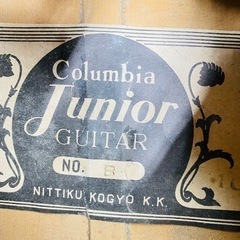 Columbia
Junior
GUITAR
NO. B
NITTIKU KOGYO K.K.